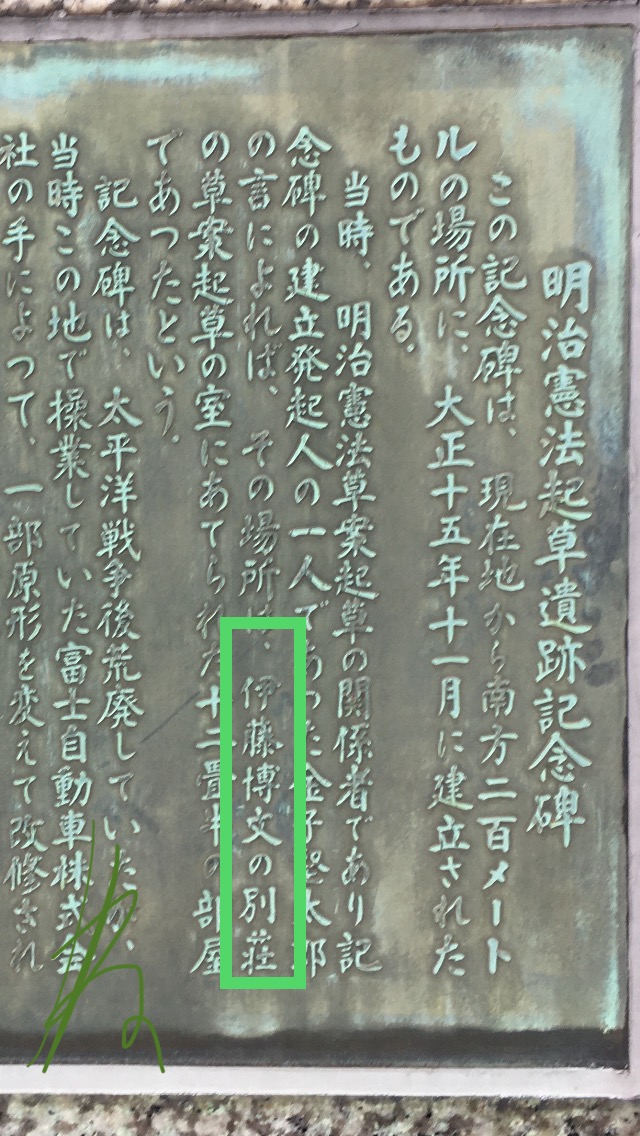 明治憲法起草遺跡記念碑
この記念碑は、現在地から南方二百メート
ルの場所に、大正十五年十一月に建立された
ものである。
当時、明治憲法草案起草の関係者であり記
念碑の建立発起人の一人であつた金子堅太郎
の言によれば、その場所は、伊藤博文の別荘
の草案起草の室にあてられた十二畳半の部屋
であつたという。
記念碑は、太平洋戦争後荒廃していたが、
当時この地で操業していた富士自動車株式会
社の手によつて、一部原形を変えて改修され